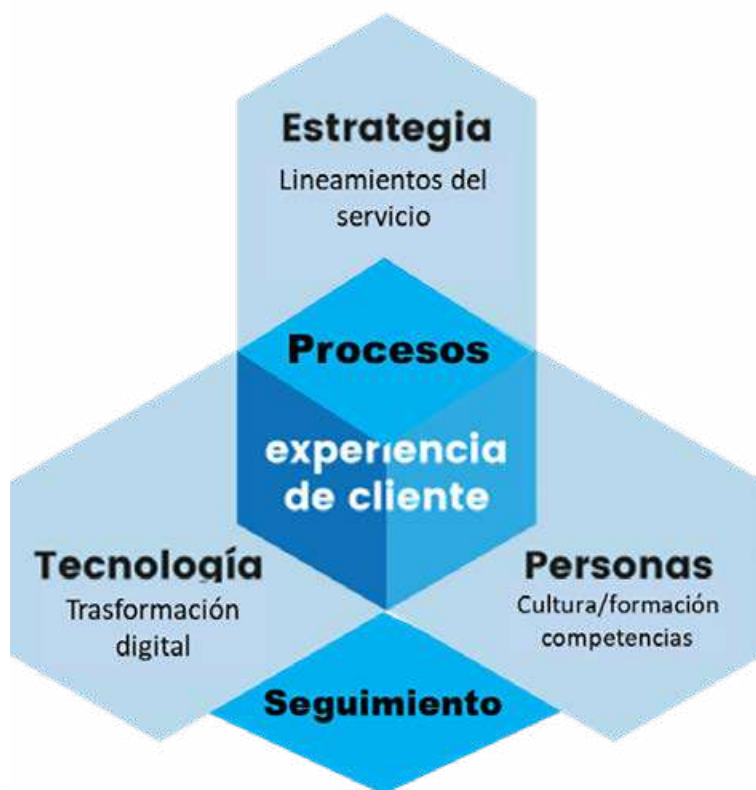 Estrategia
Lineamientos del
servicio
Procesos
experiencia
de cliente
Tecnología
Trasformación
digital
Personas
Cultura/formación
competencias
Seguimiento